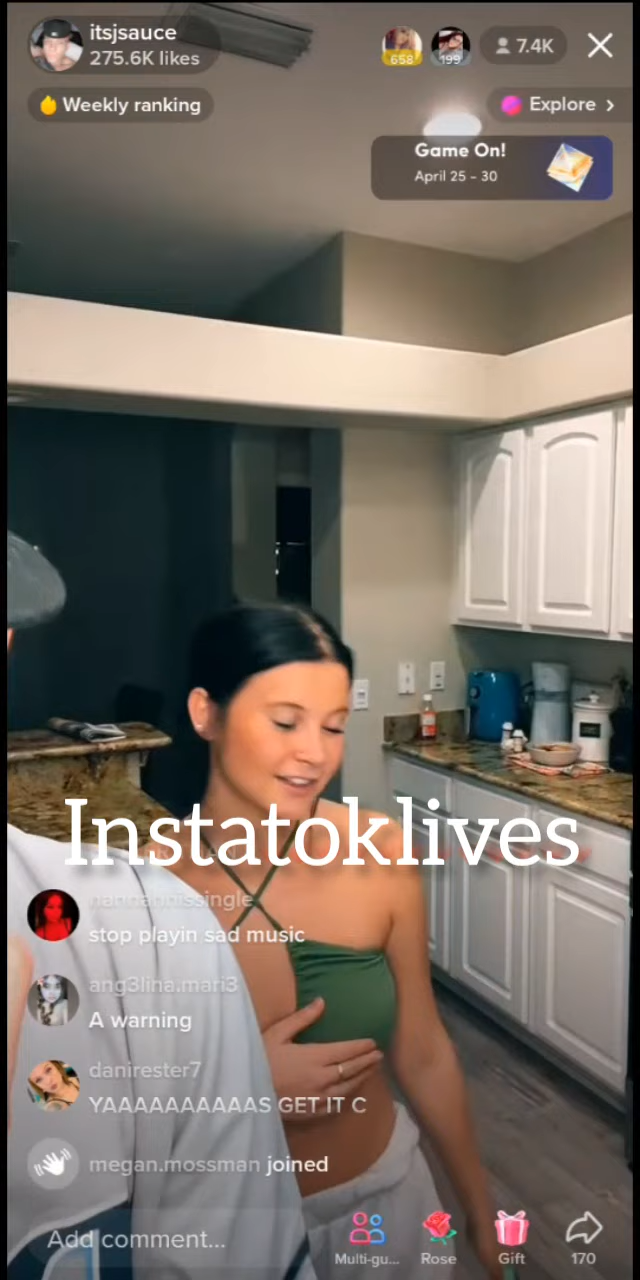 itsjsauce
275.6K likes
658
199
7.4K
Weekly ranking
Explore >
Game On!
April 25 - 30
Instatoklives
nannannissingle
stop playin sad music
ang3lina.mari3
A warning
danirester7
YAAAAAAAAAAS GET IT C
megan.mossman joined
Add comment...
Multi-gu...
Rose
Gift
170